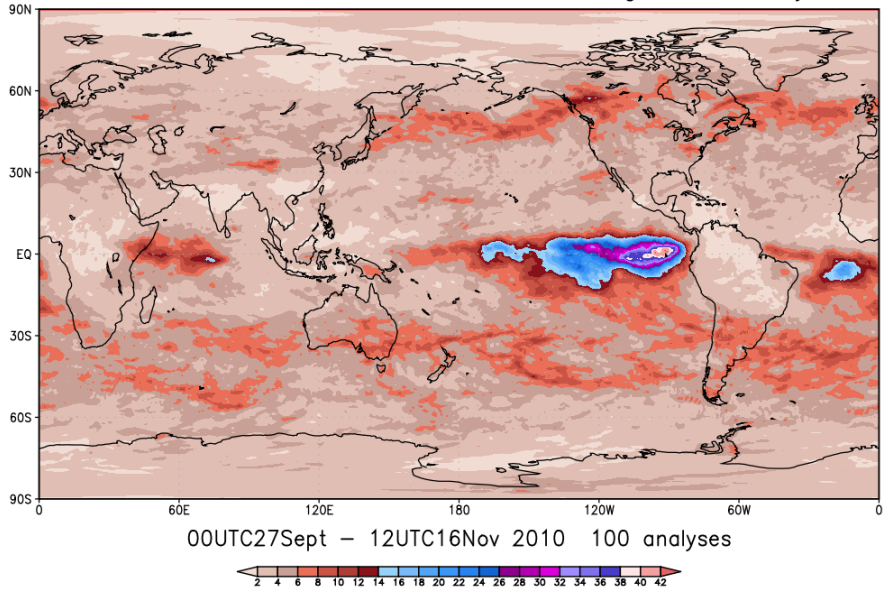 90N
60N
30N
EQ
30S
60S
90S
0 60E 120E 180 120W 60W 0
00UTC27Sept – 12UTC16Nov 2010 100 analyses
2 4 6 8 10 12 14 16 18 20 22 24 26 28 30 32 34 36 38 40 42